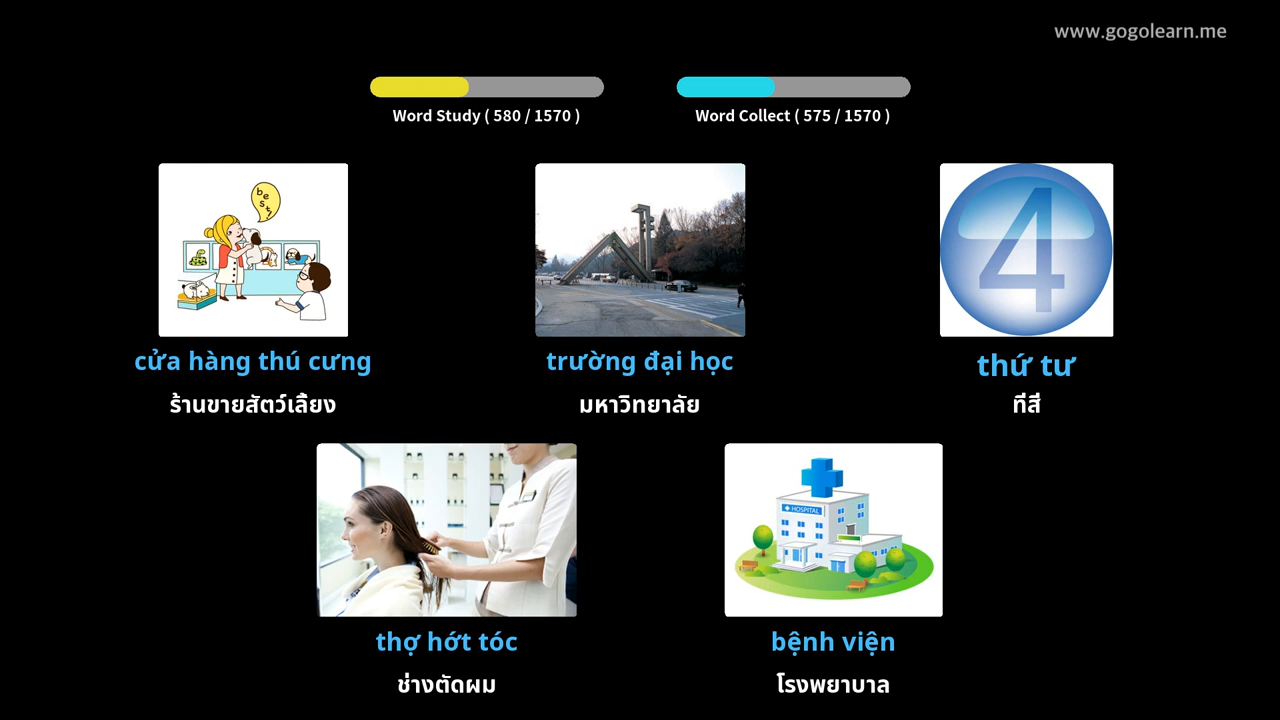 www.gogolearn.me
Word Study ( 580 / 1570 )
Word Collect ( 575 / 1570 )
best!
cửa hàng thú cưng
trường đại học
thứ tư
ร้านขายสัตว์เลี้ยง
มหาวิทยาลัย
ที่สี่
4
HOSPITAL
thợ hớt tóc
bệnh viện
ช่างตัดผม
โรงพยาบาล